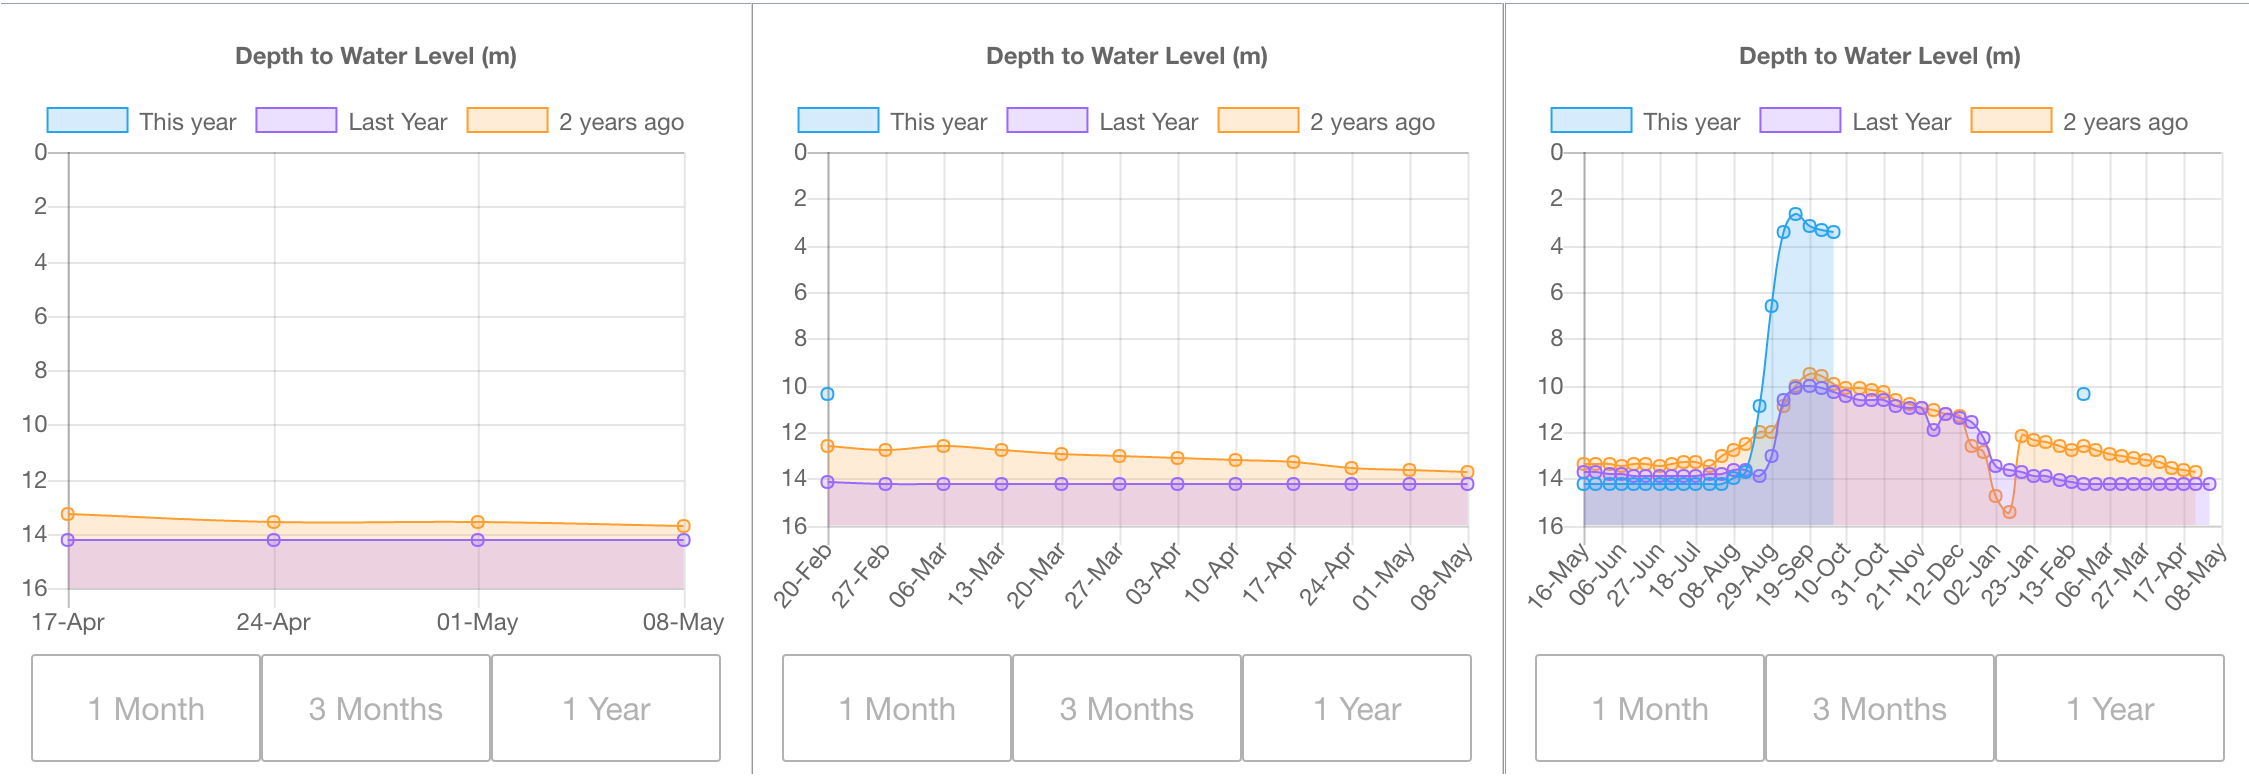 Depth to Water Level (m)
This year Last Year 2 years ago
0
2
4
6
8
10
12
14
16
17-Apr 24-Apr 01-May 08-May
1 Month 3 Months 1 Year
Depth to Water Level (m)
This year Last Year 2 years ago
0
2
4
6
8
10
12
14
16
20-Feb 27-Feb 06-Mar 13-Mar 20-Mar 27-Mar 03-Apr 10-Apr 17-Apr 24-Apr 01-May 08-May
1 Month 3 Months 1 Year
Depth to Water Level (m)
This year Last Year 2 years ago
0
2
4
6
8
10
12
14
16
16-May 06-Jun 27-Jun 18-Jul 08-Aug 29-Aug 19-Sep 10-Oct 31-Oct 21-Nov 12-Dec 02-Jan 23-Jan 13-Feb 06-Mar 27-Mar 17-Apr 08-May
1 Month 3 Months 1 Year